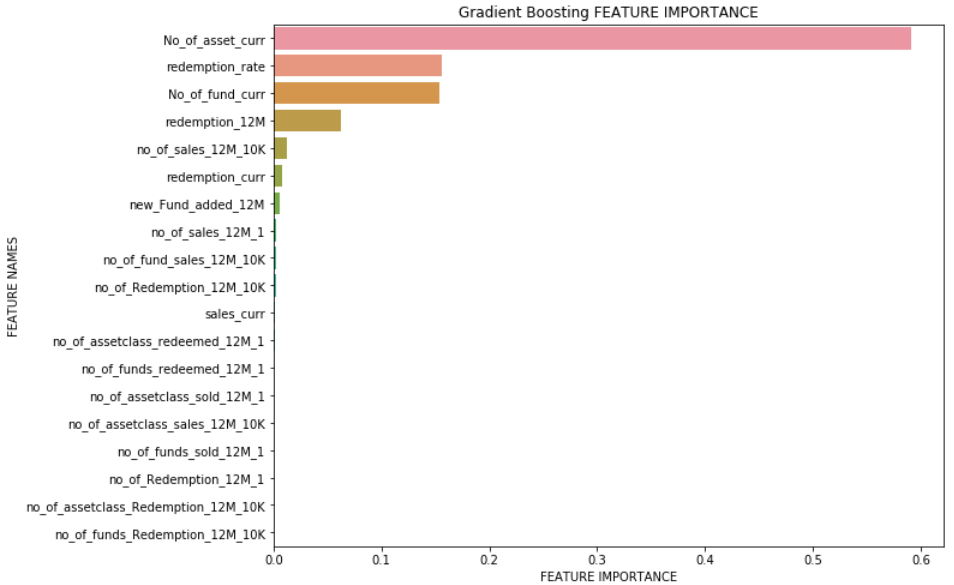 Gradient Boosting FEATURE IMPORTANCE
FEATURE NAMES
No_of_asset_curr
redemption_rate
No_of_fund_curr
redemption_12M
no_of_sales_12M_10K
redemption_curr
new_Fund_added_12M
no_of_sales_12M_1
no_of_fund_sales_12M_10K
no_of_Redemption_12M_10K
sales_curr
no_of_assetclass_redeemed_12M_1
no_of_funds_redeemed_12M_1
no_of_assetclass_sold_12M_1
no_of_assetclass_sales_12M_10K
no_of_funds_sold_12M_1
no_of_Redemption_12M_1
no_of_assetclass_Redemption_12M_10K
no_of_funds_Redemption_12M_10K
0.0 0.1 0.2 0.3 0.4 0.5 0.6
FEATURE IMPORTANCE